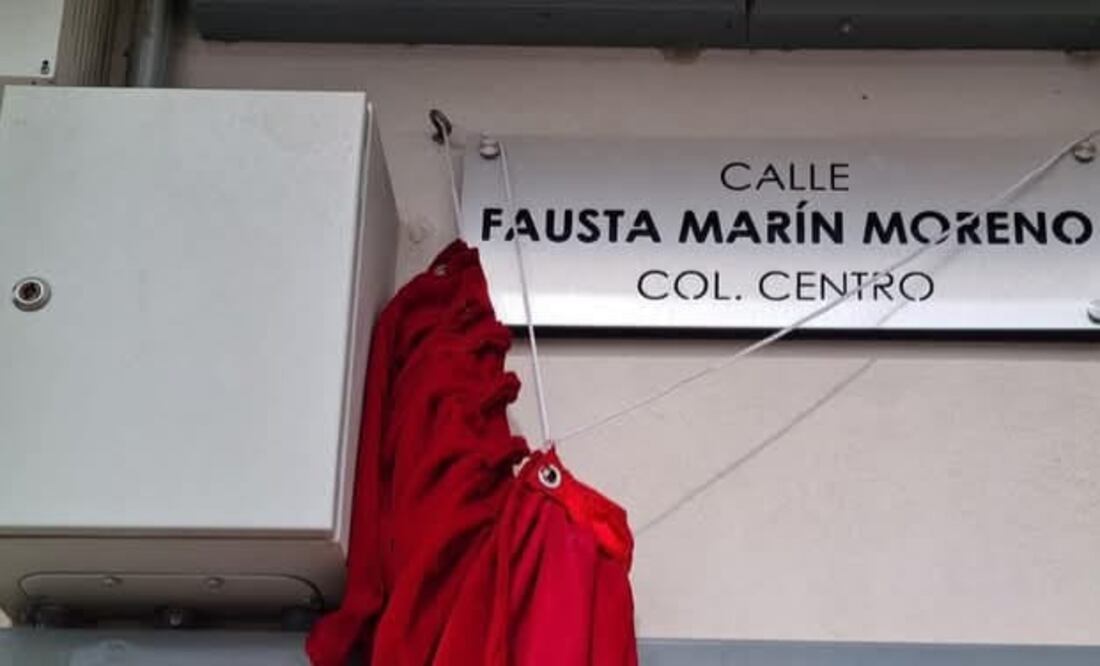 CALLE
FAUSTA MARÍN MORENO
COL. CENTRO